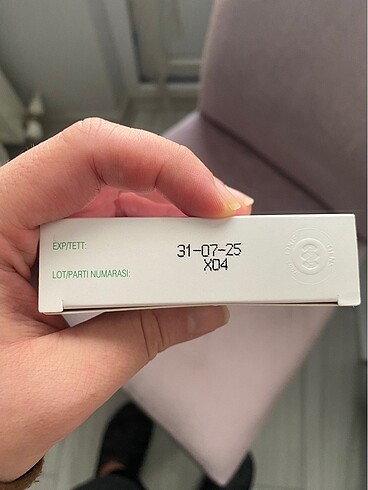 EXP/TETT:
31-07-25
X04
LOT/PARTI NUMARASI: